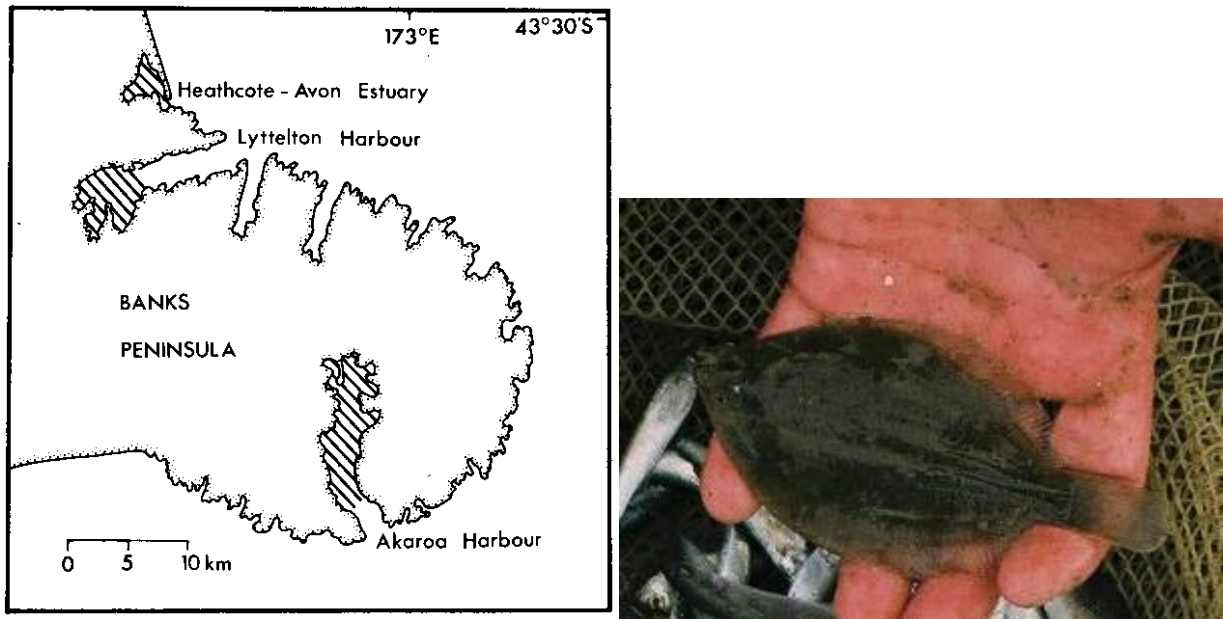 173°E
43°30'S
Heathcote - Avon Estuary
Lyttelton Harbour
BANKS
PENINSULA
Akaroa Harbour
0 5 10 km